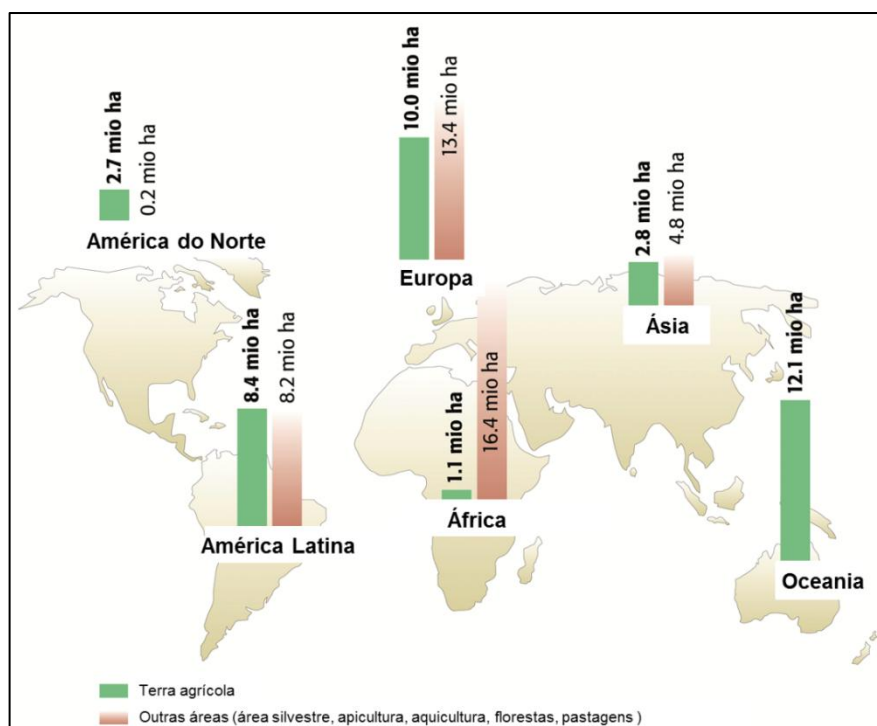 2.7 mio ha
0.2 mio ha
América do Norte
10.0 mio ha
13.4 mio ha
Europa
2.8 mio ha
4.8 mio ha
Ásia
8.4 mio ha
8.2 mio ha
América Latina
1.1 mio ha
16.4 mio ha
África
12.1 mio ha
Oceania
Terra agrícola
Outras áreas (área silvestre, apicultura, aquicultura, florestas, pastagens )